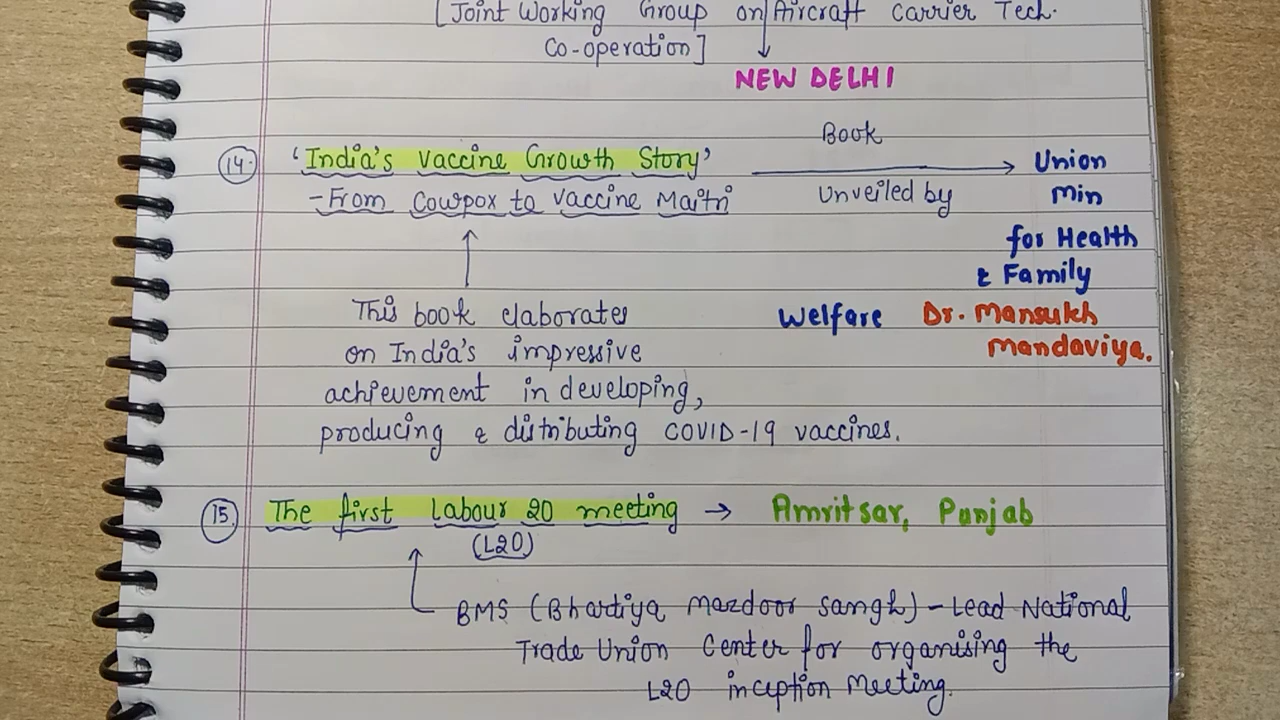 [Joint Working Group on Aircraft Carrier Tech.
Co-operation]
NEW DELHI
14. 'India's Vaccine Growth Story' Book Union
- From Cowpox to Vaccine Maitri Unveiled by Min
for Health
& Family
This book elaborates Welfare Dr. Mansukh
on India's impressive Mandaviya.
achievement in developing,
producing & distributing COVID-19 vaccines.
15. The first Labour 20 meeting → Amritsar, Punjab
(L20)
BMS (Bhartiya Mazdoor Sangh) - Lead National
Trade Union Center for organising the
L20 inception Meeting.